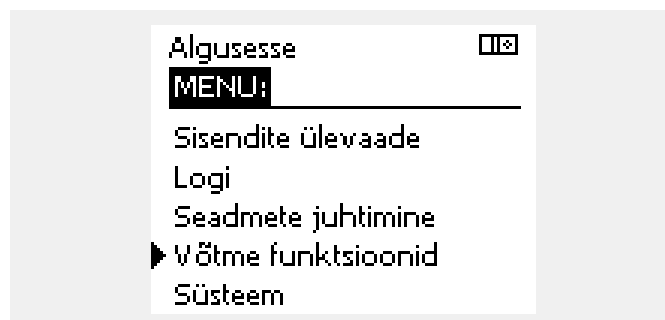 Algusesse
MENU:
Sisendite ülevaade
Logi
Seadmete juhtimine
Võtme funktsioonid
Süsteem